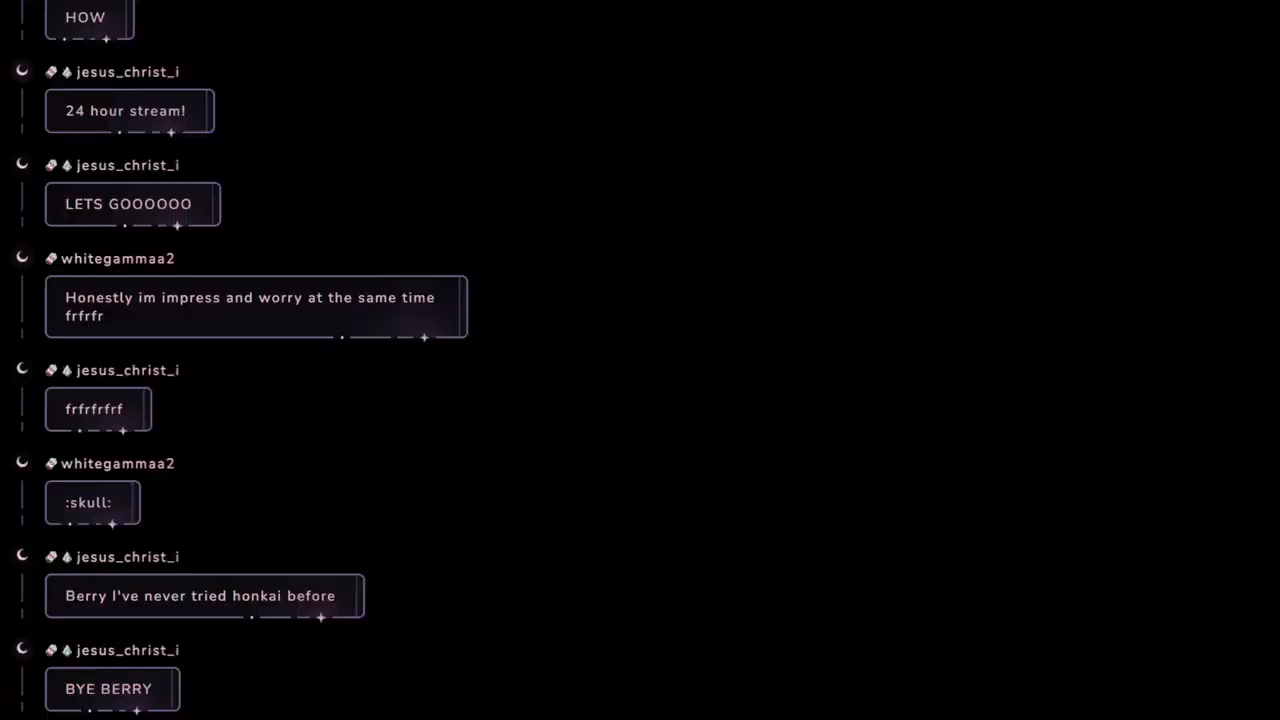 HOW
jesus_christ_i
24 hour stream!
jesus_christ_i
LETS GOOOOOO
whitegammaa2
Honestly im impress and worry at the same time
frfrfr
jesus_christ_i
frfrfrfrf
whitegammaa2
:skull:
jesus_christ_i
Berry I've never tried honkai before
jesus_christ_i
BYE BERRY